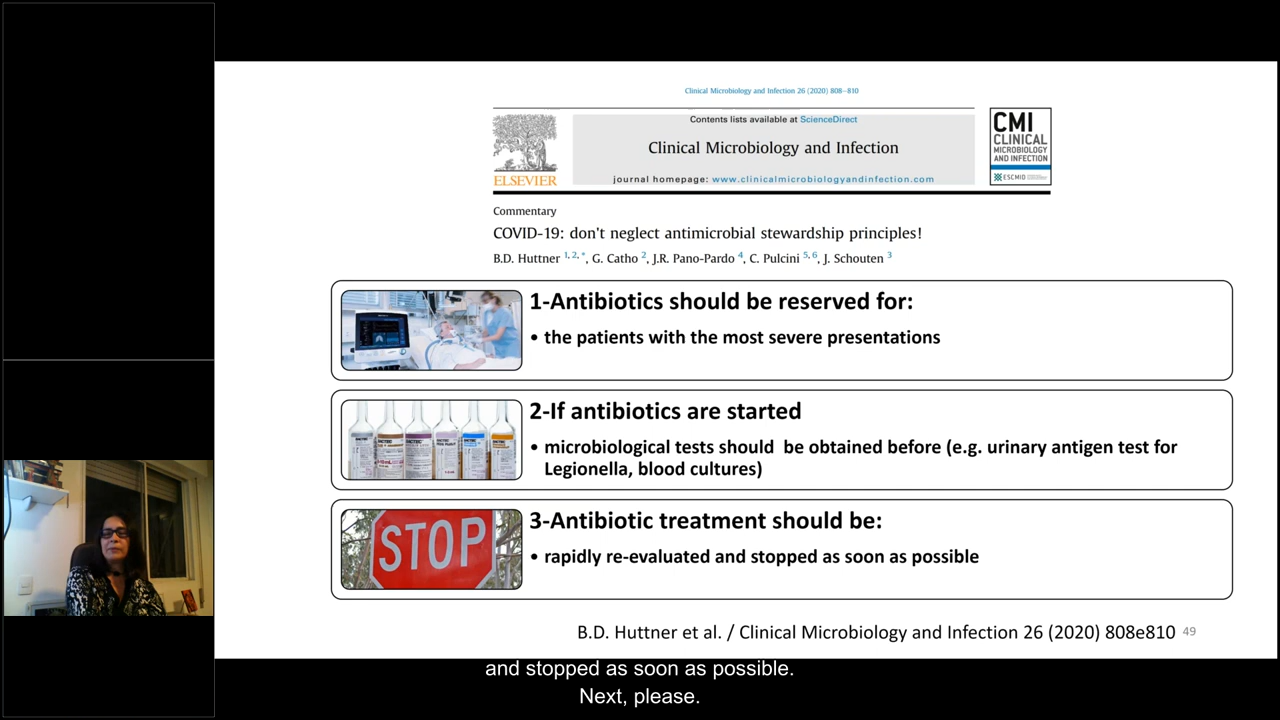 Clinical Microbiology and Infection 26 (2020) 808–810
Contents lists available at ScienceDirect
Clinical Microbiology and Infection
journal homepage: www.clinicalmicrobiologyandinfection.com
ELSEVIER
CMI
CLINICAL
MICROBIOLOGY
AND INFECTION
ESCMID
Commentary
COVID-19: don't neglect antimicrobial stewardship principles!
B.D. Huttner 1, 2, *, G. Catho 2, J.R. Pano-Pardo 4, C. Pulcini 5, 6, J. Schouten 3
1-Antibiotics should be reserved for:
• the patients with the most severe presentations
2-If antibiotics are started
• microbiological tests should be obtained before (e.g. urinary antigen test for
Legionella, blood cultures)
STOP
3-Antibiotic treatment should be:
• rapidly re-evaluated and stopped as soon as possible
B.D. Huttner et al. / Clinical Microbiology and Infection 26 (2020) 808e810 49
and stopped as soon as possible.
Next, please.